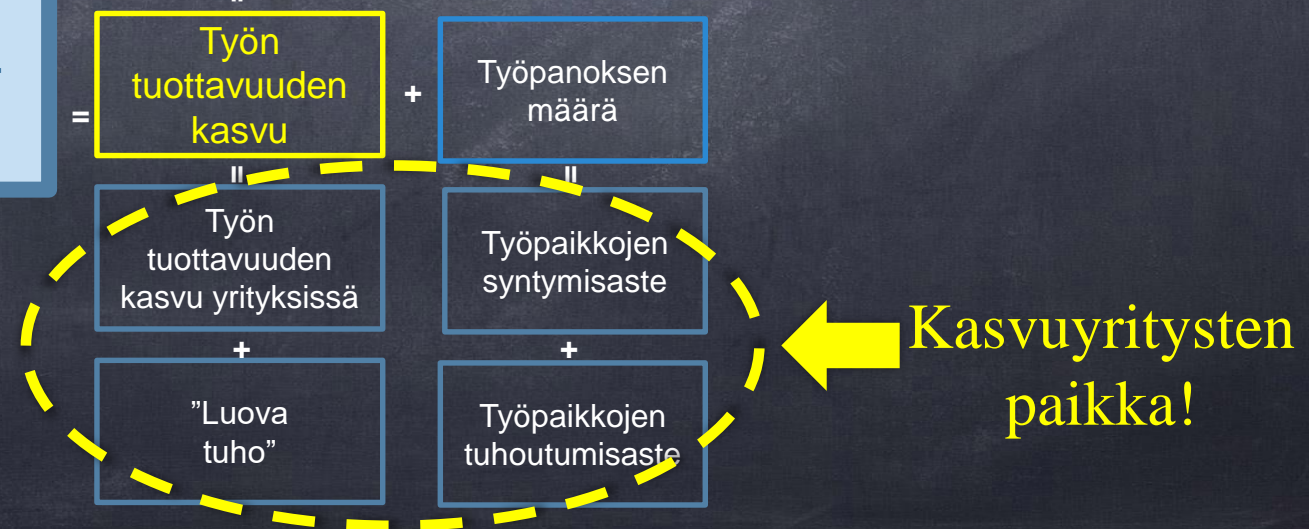 =
Työn
tuottavuuden
kasvu
+
Työpanoksen
määrä
=
=
Työn
tuottavuuden
kasvu yrityksissä
Työpaikkojen
syntymisaste
+
+
”Luova
tuho”
Työpaikkojen
tuhoutumisaste
Kasvuyritysten
paikka!